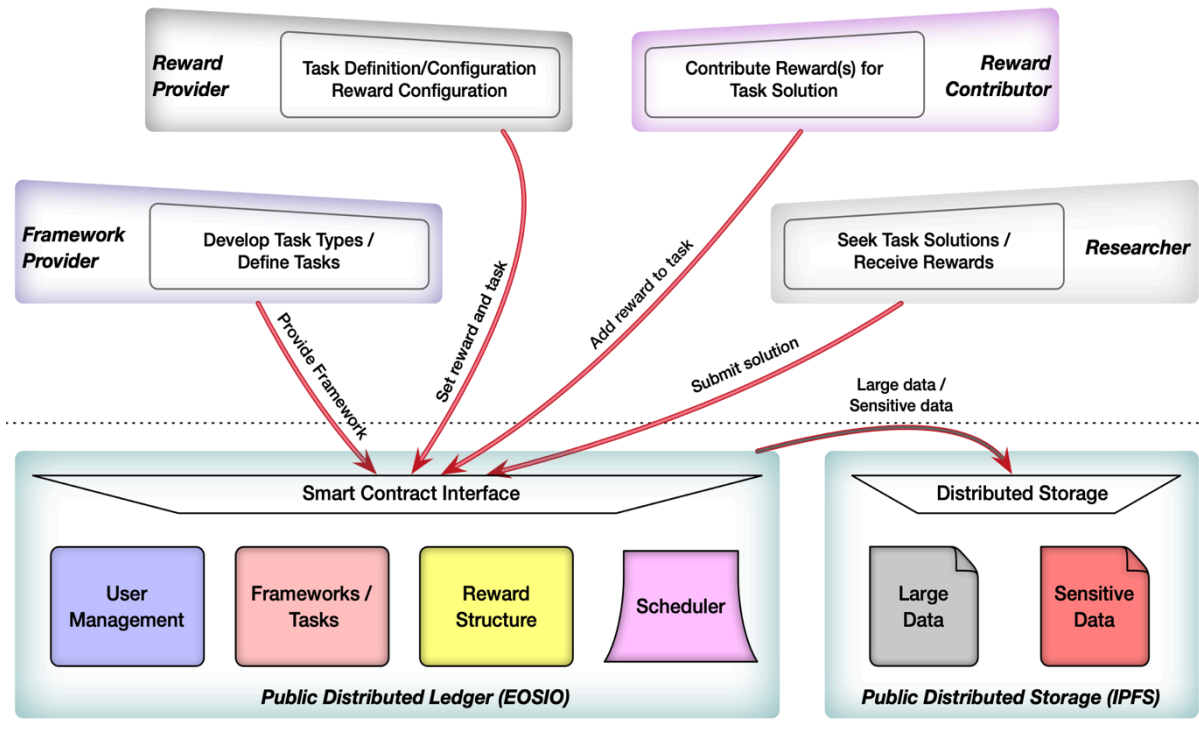 Reward
Provider
Task Definition/Configuration
Reward Configuration
Contribute Reward(s) for
Task Solution
Reward
Contributor
Framework
Provider
Develop Task Types /
Define Tasks
Seek Task Solutions /
Receive Rewards
Researcher
Provide Framework
Set reward and task
Add reward to task
Submit solution
Large data /
Sensitive data
Smart Contract Interface
Distributed Storage
User
Management
Frameworks /
Tasks
Reward
Structure
Scheduler
Large
Data
Sensitive
Data
Public Distributed Ledger (EOSIO)
Public Distributed Storage (IPFS)